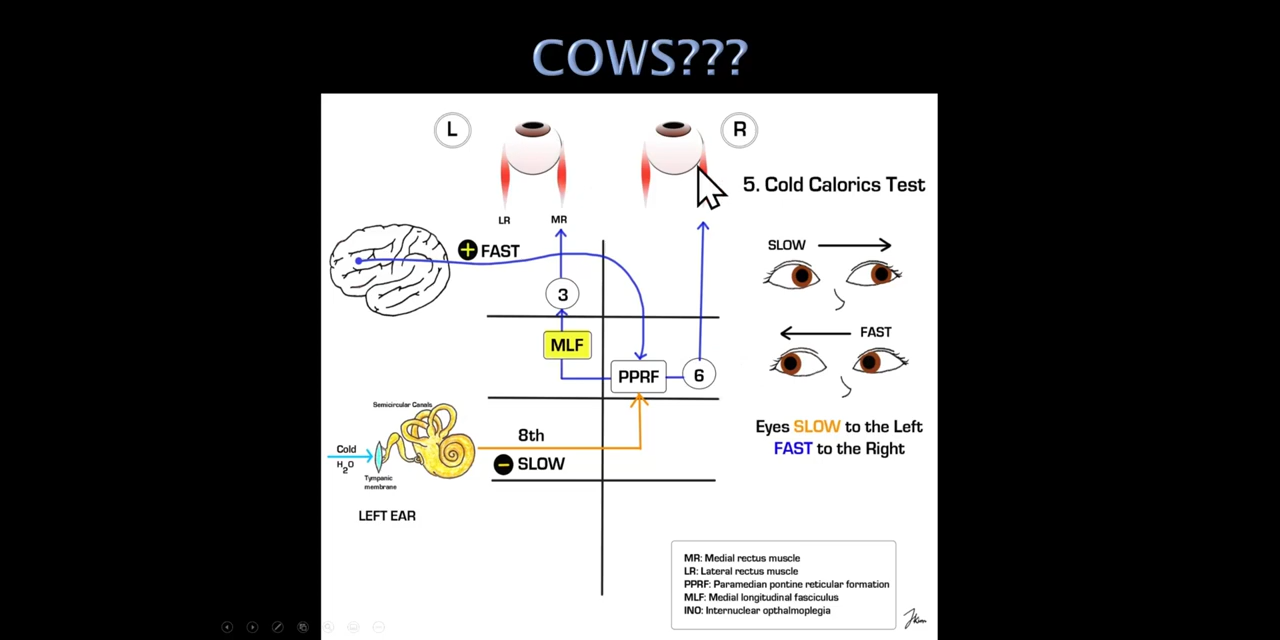 COWS???
L
R
5. Cold Calorics Test
LR
MR
SLOW
+ FAST
3
FAST
MLF
PPRF
6
Semicircular Canals
Eyes SLOW to the Left
FAST to the Right
8th
Cold
H2O
- SLOW
Tympanic
membrane
LEFT EAR
MR: Medial rectus muscle
LR: Lateral rectus muscle
PPRF: Paramedian pontine reticular formation
MLF: Medial longitudinal fasciculus
INO: Internuclear opthalmoplegia